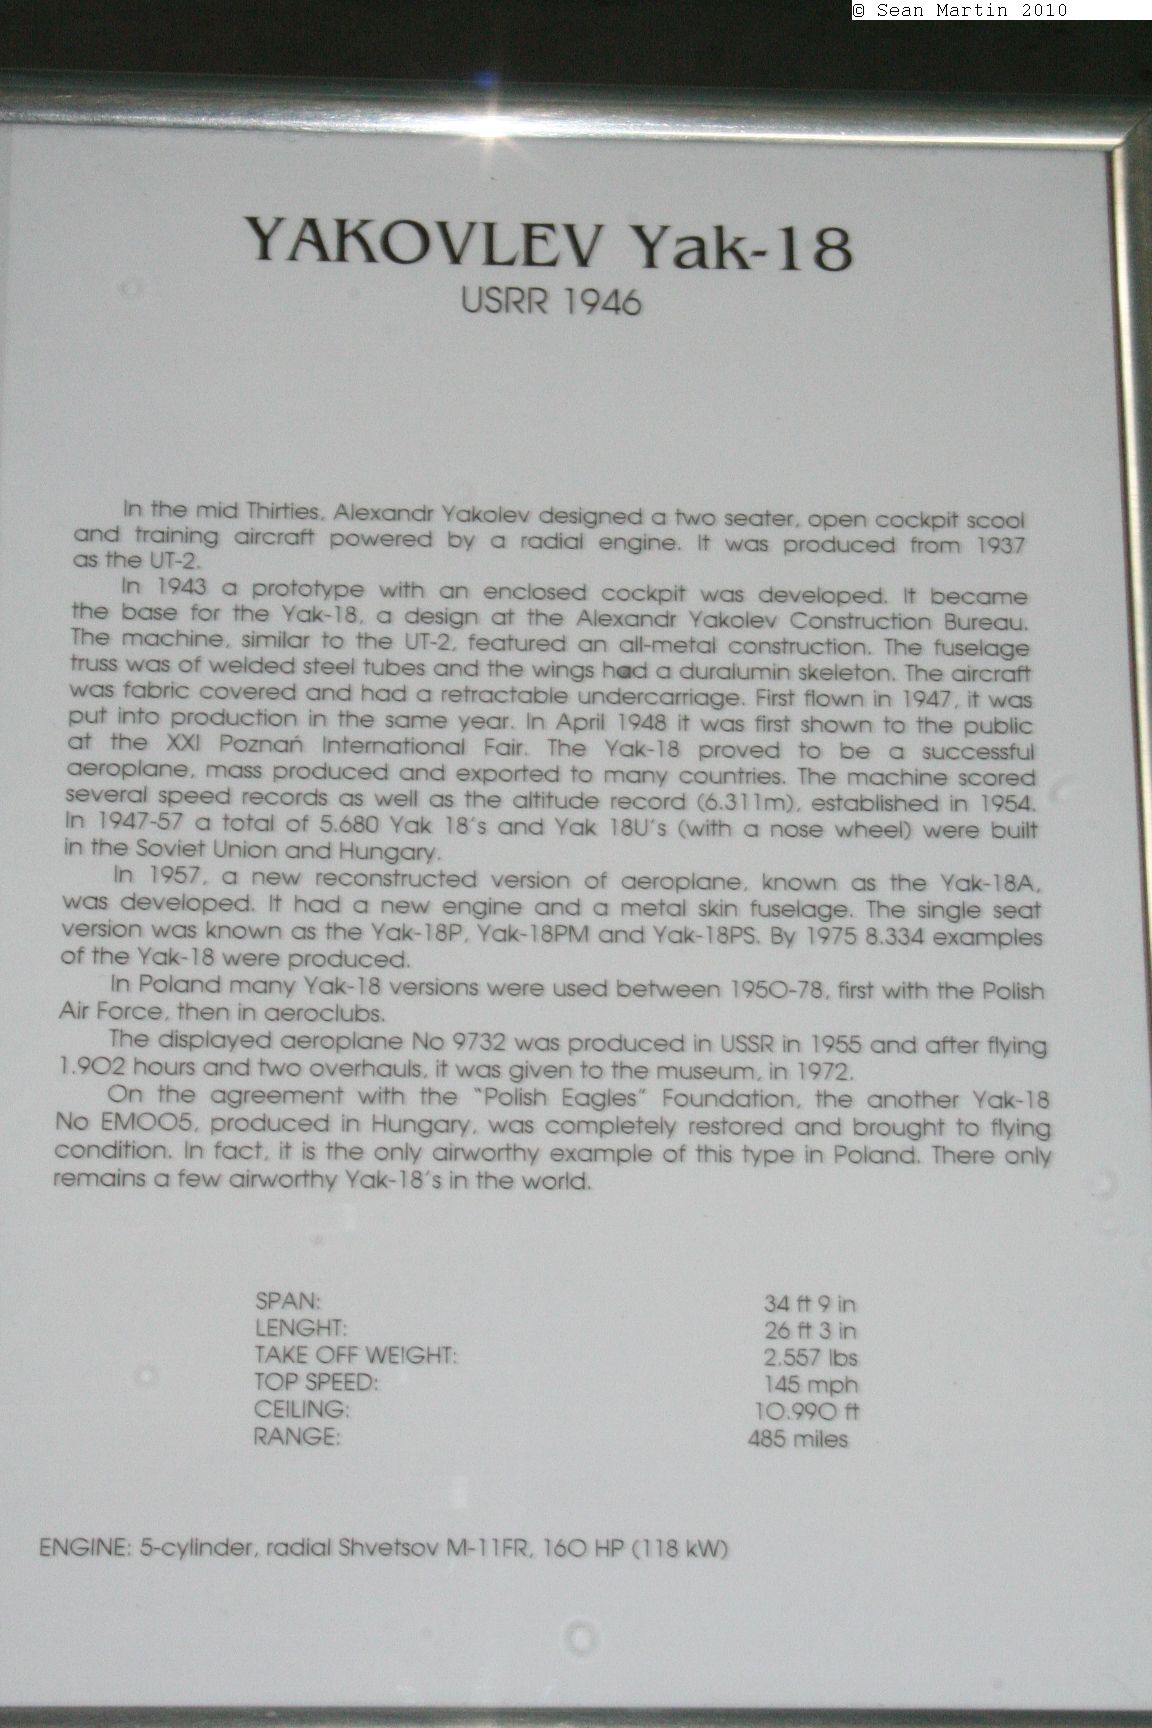 © Sean Martin 2010
YAKOVLEV Yak-18
USRR 1946
In the mid Thirties, Alexandr Yakolev designed a two seater, open cockpit scool
and training aircraft powered by a radial engine. It was produced from 1937
as the UT-2.
In 1943 a prototype with an enclosed cockpit was developed. It became
the base for the Yak-18, a design at the Alexandr Yakolev Construction Bureau.
The machine, similar to the UT-2, featured an all-metal construction. The fuselage
truss was of welded steel tubes and the wings had a duralumin skeleton. The aircraft
was fabric covered and had a retractable undercarriage. First flown in 1947, it was
put into production in the same year. In April 1948 it was first shown to the public
at the XXI Poznań International Fair. The Yak-18 proved to be a successful
aeroplane, mass produced and exported to many countries. The machine scored
several speed records as well as the altitude record (6.311m), established in 1954.
In 1947-57 a total of 5.680 Yak 18's and Yak 18U's (with a nose wheel) were built
in the Soviet Union and Hungary.
In 1957, a new reconstructed version of aeroplane, known as the Yak-18A,
was developed. It had a new engine and a metal skin fuselage. The single seat
version was known as the Yak-18P, Yak-18PM and Yak-18PS. By 1975 8.334 examples
of the Yak-18 were produced.
In Poland many Yak-18 versions were used between 1950-78, first with the Polish
Air Force, then in aeroclubs.
The displayed aeroplane No 9732 was produced in USSR in 1955 and after flying
1.902 hours and two overhauls, it was given to the museum, in 1972.
On the agreement with the "Polish Eagles" Foundation, the another Yak-18
No EM005, produced in Hungary, was completely restored and brought to flying
condition. In fact, it is the only airworthy example of this type in Poland. There only
remains a few airworthy Yak-18's in the world.
SPAN: 34 ft 9 in
LENGHT: 26 ft 3 in
TAKE OFF WEIGHT: 2.557 lbs
TOP SPEED: 145 mph
CEILING: 10.990 ft
RANGE: 485 miles
ENGINE: 5-cylinder, radial Shvetsov M-11FR, 160 HP (118 kW)